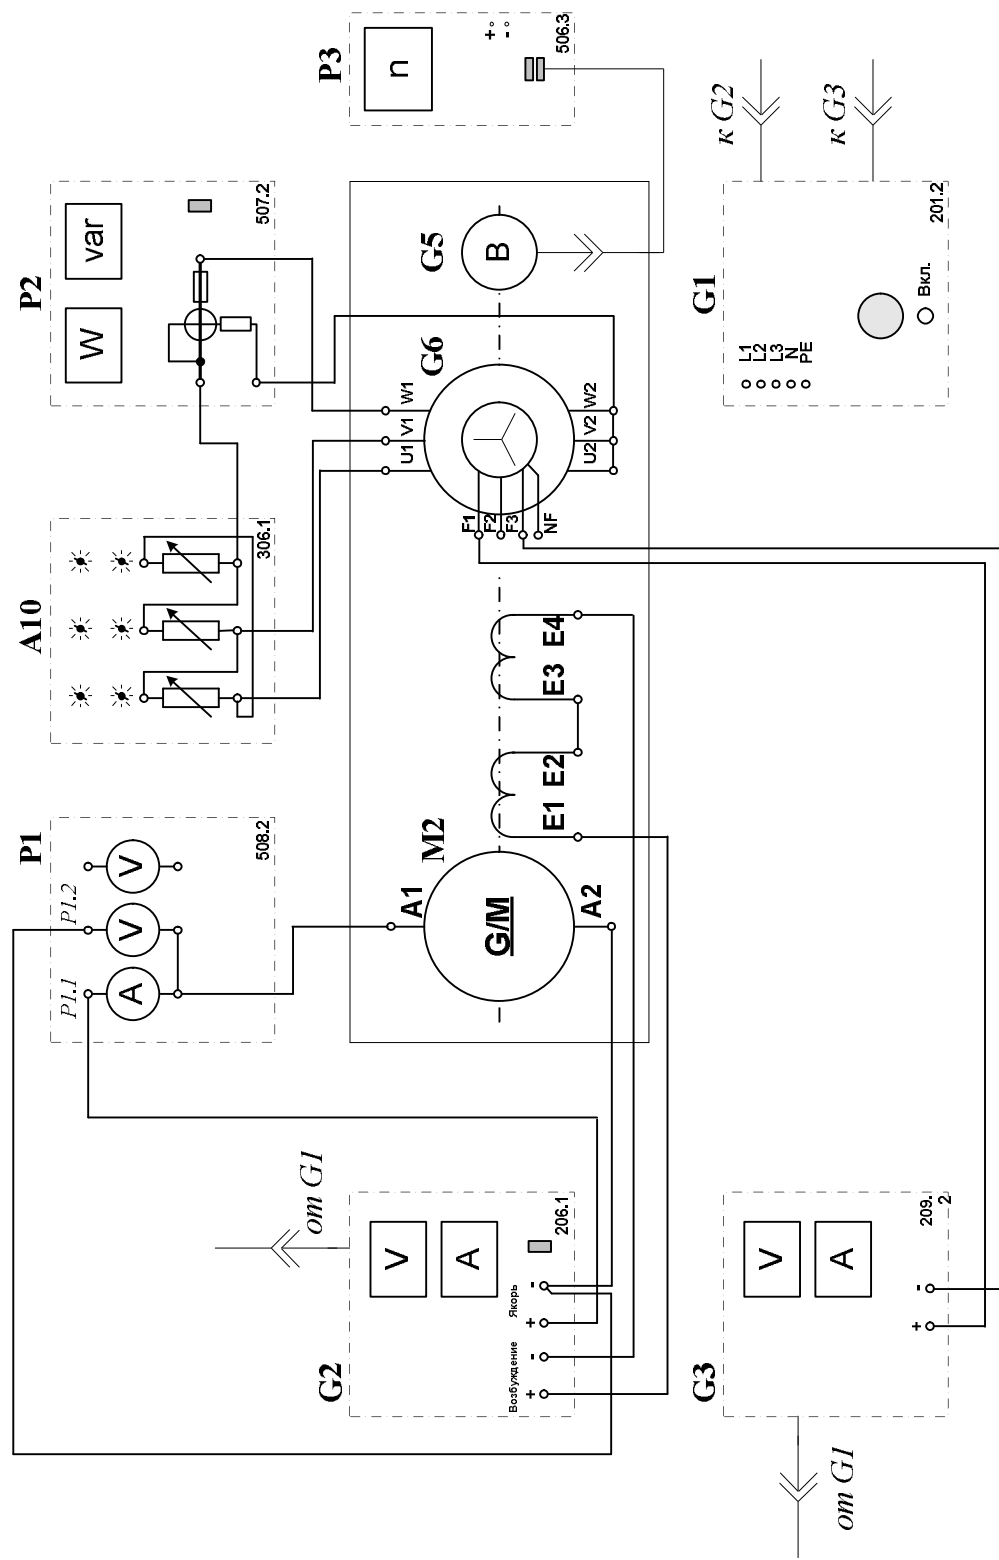 P1
P1.1
P1.2
A
V
V
508.2
A10
306.1
P2
W
var
507.2
P3
n
+
-
506.3
M2
G/M
A1
A2
E1
E2
E3
E4
G6
U1
V1
W1
U2
V2
W2
F1
F2
F3
NF
G5
B
G2
от G1
V
A
206.1
Возбуждение
Якорь
+
-
+
-
G3
от G1
V
A
209.
2
+
-
G1
L1
L2
L3
N
PE
Вкл.
201.2
к G2
к G3